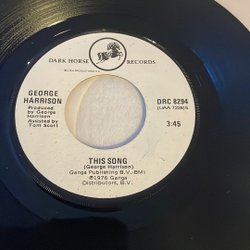 DARK HORSE RECORDS
GEORGE
HARRISON
Produced
by George
Harrison
Assisted by
Tom Scott
DRC 8294
3:45
THIS SONG
(George Harrison)
Ganga Publishing B.V.-BMI
℗1976 Ganga
Distributors, B.V.